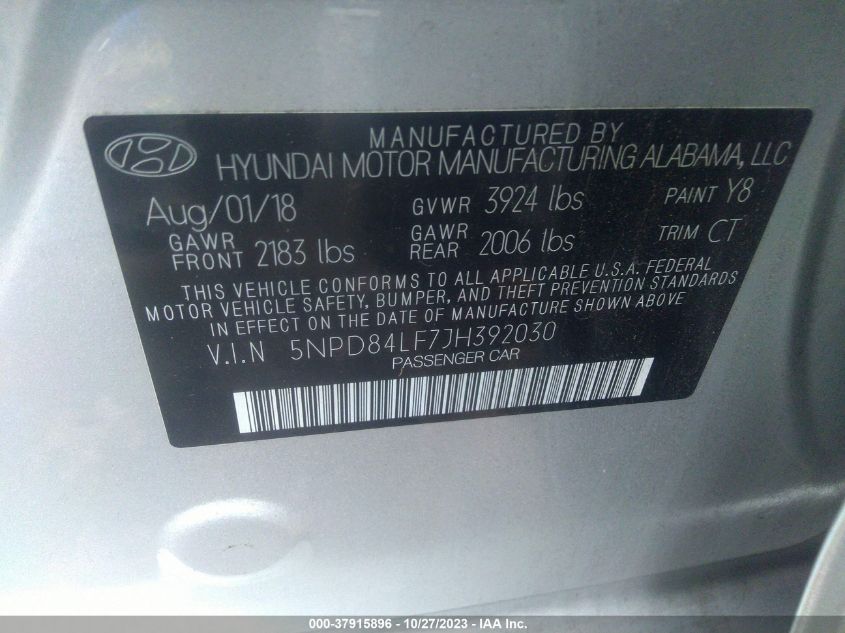 MANUFACTURED BY
HYUNDAI MOTOR MANUFACTURING ALABAMA, LLC
Aug/01/18 GVWR 3924 lbs PAINT Y8
GAWR FRONT 2183 lbs GAWR REAR 2006 lbs TRIM CT
THIS VEHICLE CONFORMS TO ALL APPLICABLE U.S.A. FEDERAL
MOTOR VEHICLE SAFETY, BUMPER, AND THEFT PREVENTION STANDARDS
IN EFFECT ON THE DATE OF MANUFACTURE SHOWN ABOVE
V.I.N 5NPD84LF7JH392030
PASSENGER CAR
000-37915896 - 10/27/2023 - IAA Inc.